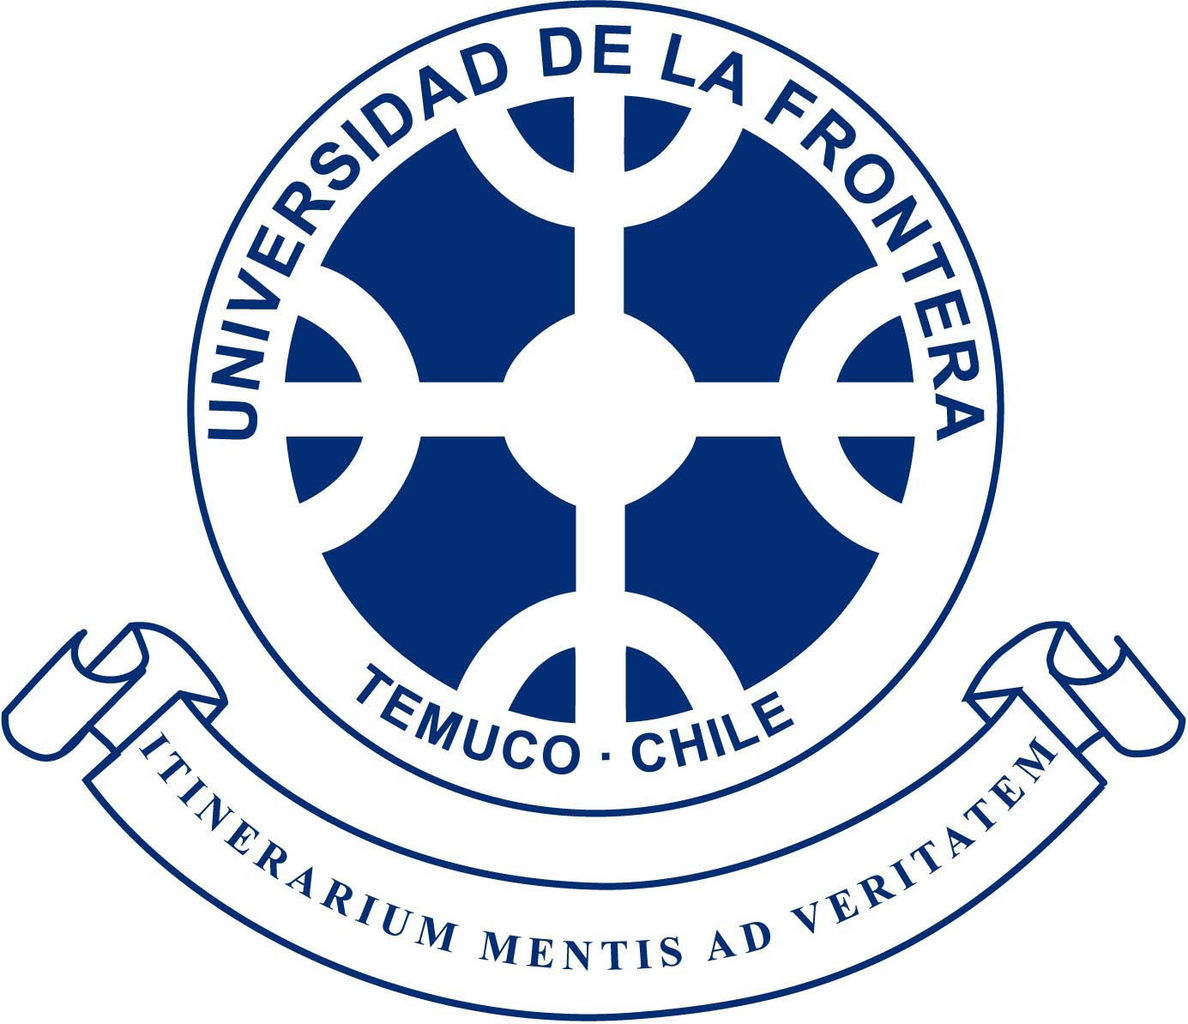 UNIVERSIDAD DE LA FRONTERA
TEMUCO · CHILE
ITINERARIUM MENTIS AD VERITATEM